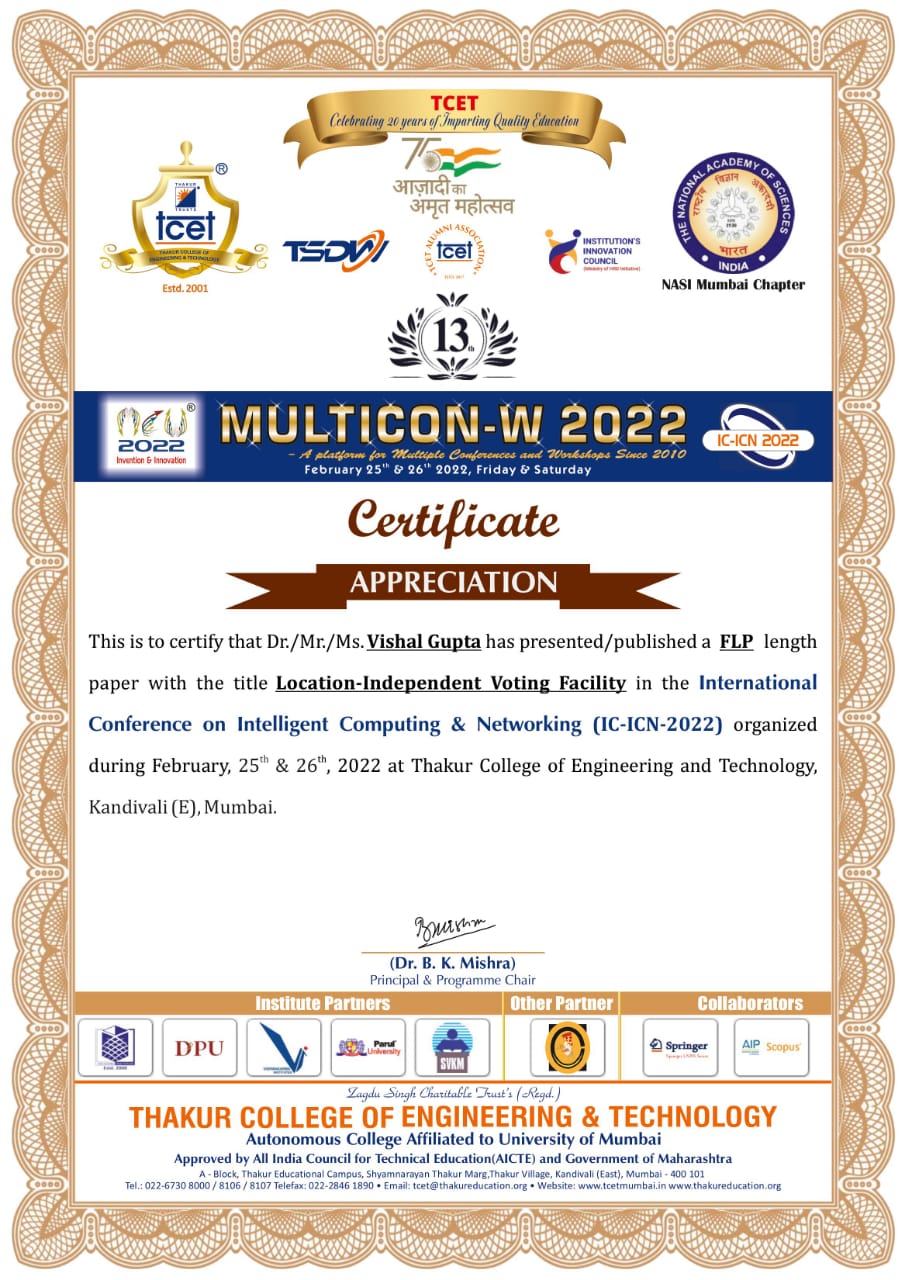 TCET
Celebrating 20 years of Imparting Quality Education
75
आज़ादी का
अमृत महोत्सव
THAKUR
TRUSTS
tcet
THAKUR COLLEGE OF
ENGINEERING & TECHNOLOGY
®
Estd. 2001
TSDW
TCET ALUMNI ASSOCIATION
tcet
INSTITUTION'S
INNOVATION
COUNCIL
(Ministry of HRD Initiative)
THE NATIONAL ACADEMY OF SCIENCES
राष्ट्रीय विज्ञान अकादमी
भारत
INDIA
NASI Mumbai Chapter
13th
®
2022
Invention & Innovation
MULTICON-W 2022
– A platform for Multiple Conferences and Workshops Since 2010
February 25th & 26th 2022, Friday & Saturday
IC-ICN 2022
Certificate
APPRECIATION
This is to certify that Dr./Mr./Ms. Vishal Gupta has presented/published a FLP length
paper with the title Location-Independent Voting Facility in the International
Conference on Intelligent Computing & Networking (IC-ICN-2022) organized
during February, 25th & 26th, 2022 at Thakur College of Engineering and Technology,
Kandivali (E), Mumbai.
(Dr. B. K. Mishra)
Principal & Programme Chair
Institute Partners
Other Partner
Collaborators
DPU
Parul University
SVKM
Springer
AIP
Scopus
Zagdu Singh Charitable Trust's (Regd.)
THAKUR COLLEGE OF ENGINEERING & TECHNOLOGY
Autonomous College Affiliated to University of Mumbai
Approved by All India Council for Technical Education(AICTE) and Government of Maharashtra
A - Block, Thakur Educational Campus, Shyamnarayan Thakur Marg,Thakur Village, Kandivali (East), Mumbai - 400 101
Tel.: 022-6730 8000 / 8106 / 8107 Telefax: 022-2846 1890 • Email: tcet@thakureducation.org • Website: www.tcetmumbai.in www.thakureducation.org